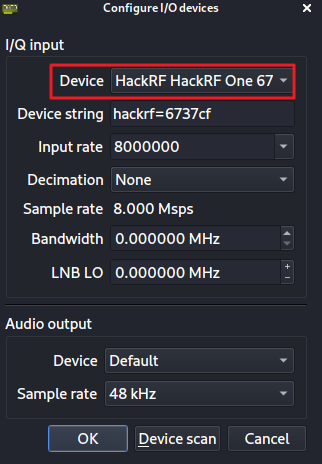 Configure I/O devices
I/Q input
Device HackRF HackRF One 67
Device string hackrf=6737cf
Input rate 8000000
Decimation None
Sample rate 8.000 Msps
Bandwidth 0.000000 MHz
LNB LO 0.000000 MHz
Audio output
Device Default
Sample rate 48 kHz
OK Device scan Cancel